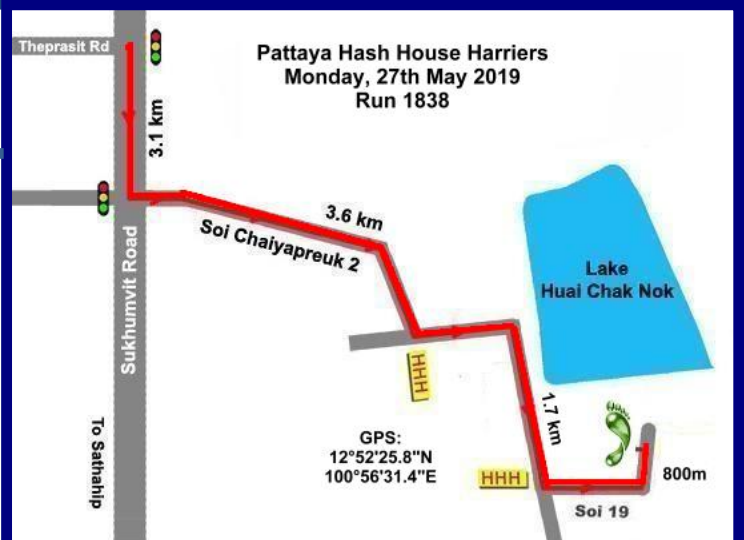 Theprasit Rd
Pattaya Hash House Harriers
Monday, 27th May 2019
Run 1838
3.1 km
3.6 km
Soi Chaiyapreuk 2
Sukhumvit Road
Lake
Huai Chak Nok
HHH
1.7 km
To Sathahip
GPS:
12°52'25.8"N
100°56'31.4"E
HHH
800m
Soi 19